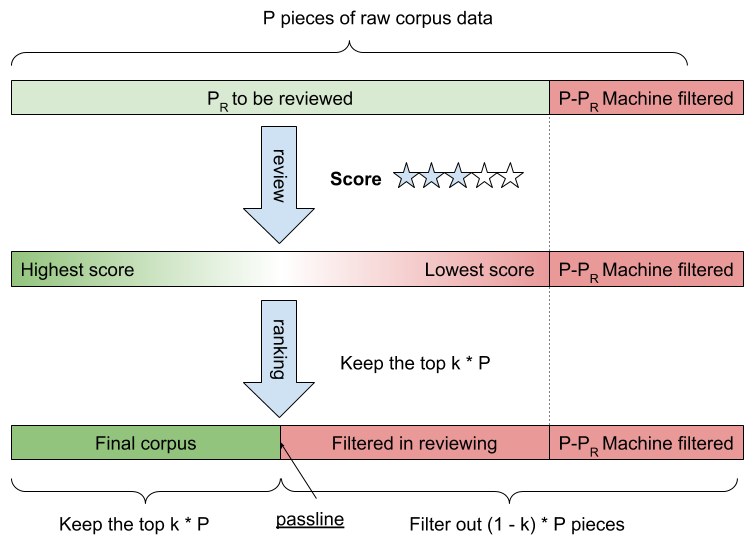 P pieces of raw corpus data
P_R to be reviewed
P-P_R Machine filtered
review
Score
Highest score
Lowest score
P-P_R Machine filtered
ranking
Keep the top k * P
Final corpus
Filtered in reviewing
P-P_R Machine filtered
Keep the top k * P
passline
Filter out (1 - k) * P pieces